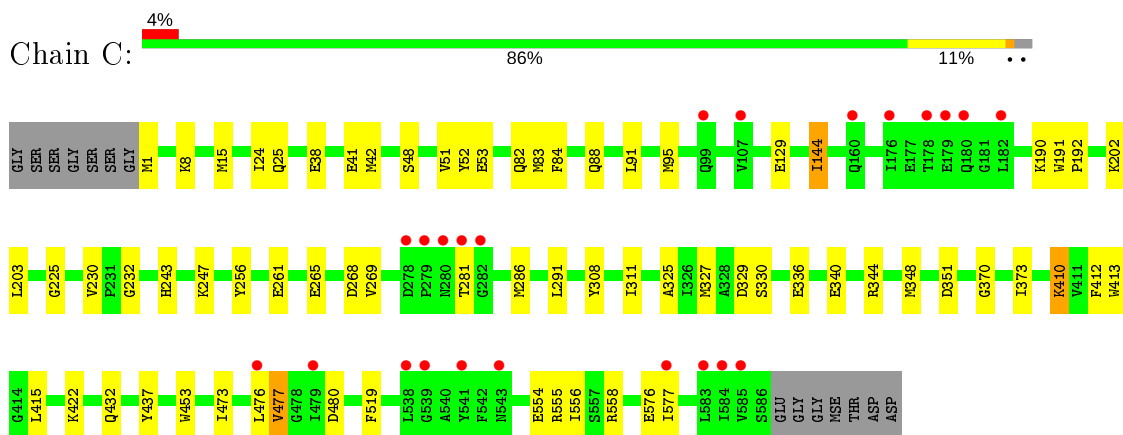 4%
Chain C:
86% 11% • •
GLY SER SER GLY SER SER GLY M1 K8 M15 I24 Q25 E38 E41 M42 S48 V51 Y52 E53 Q82 M83 F84 Q88 L91 M95 Q99 V107 E129 I144 Q160 I176 E177 T178 E179 Q180 G181 L182 K190 W191 P192 K202
L203 G225 V230 P231 G232 H243 K247 Y256 E261 E265 D268 V269 D278 P279 N280 T281 G282 M286 L291 Y308 I311 A325 I326 M327 A328 D329 S330 E336 E340 R344 M348 D351 G370 I373 K410 V411 F412 W413
G414 L415 K422 Q432 Y437 W453 I473 L476 V477 G478 I479 D480 F519 L538 G539 A540 Y541 F542 N543 E554 R555 I556 S557 R558 E576 I577 L583 I584 V585 S586 GLU GLY GLY MSE THR ASP ASP